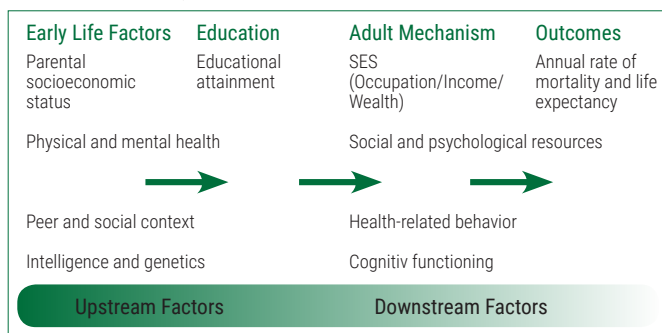 Early Life Factors Education Adult Mechanism Outcomes
Parental Educational SES Annual rate of
socioeconomic attainment (Occupation/Income/ mortality and life
status Wealth) expectancy
Physical and mental health Social and psychological resources
Peer and social context Health-related behavior
Intelligence and genetics Cognitiv functioning
Upstream Factors Downstream Factors